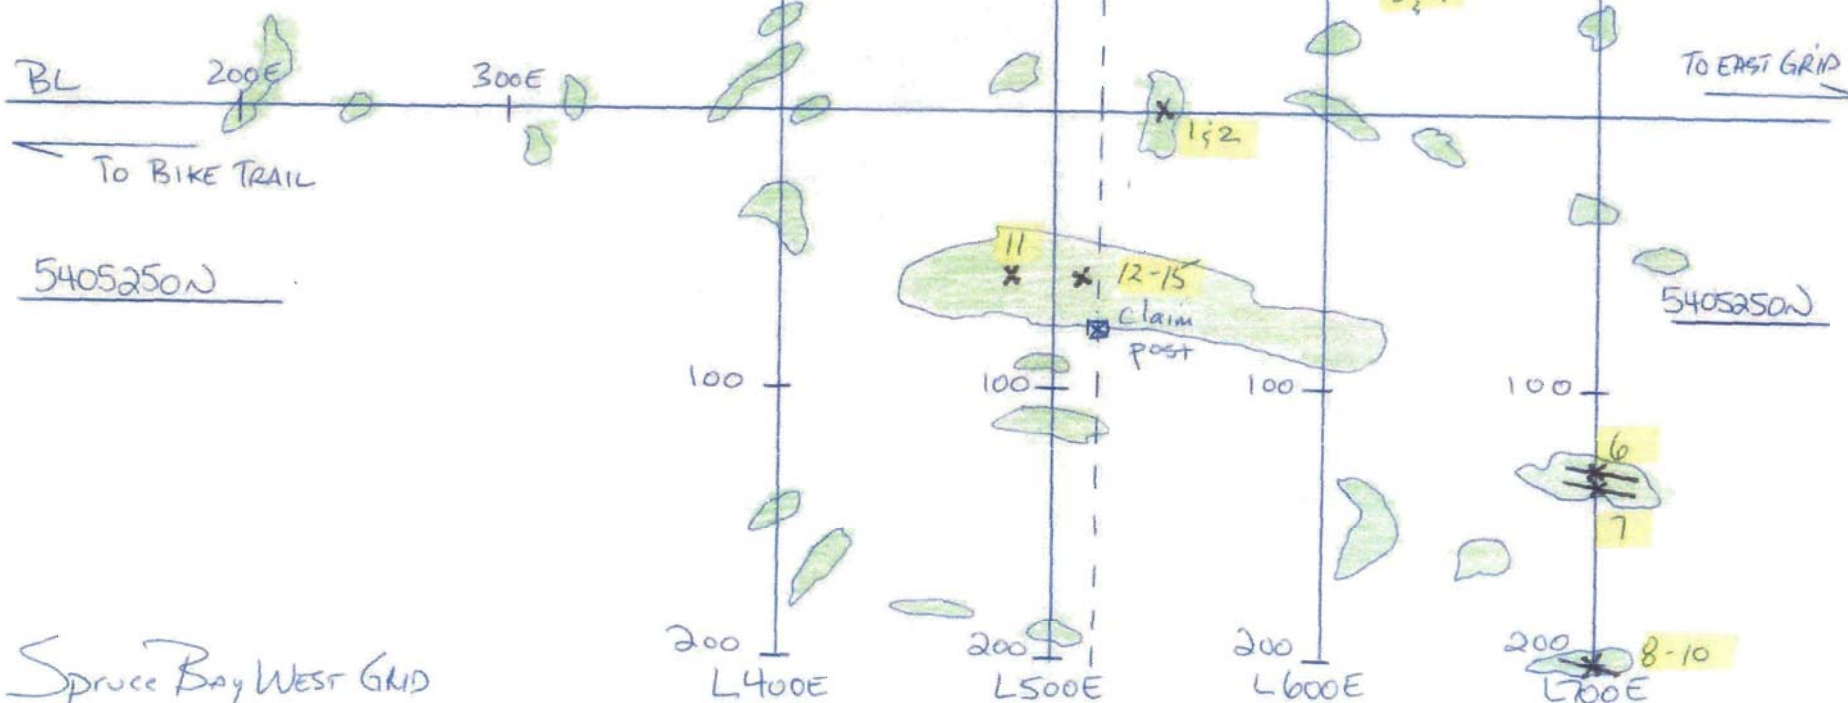 BL
200E
300E
TO EAST GRID
1&2
TO BIKE TRAIL
11
12-15
5405250N
5405250N
claim
post
100
100
100
100
6
7
200
200
200
200
8-10
Spruce Bay WEST GRID
L400E
L500E
L600E
L700E